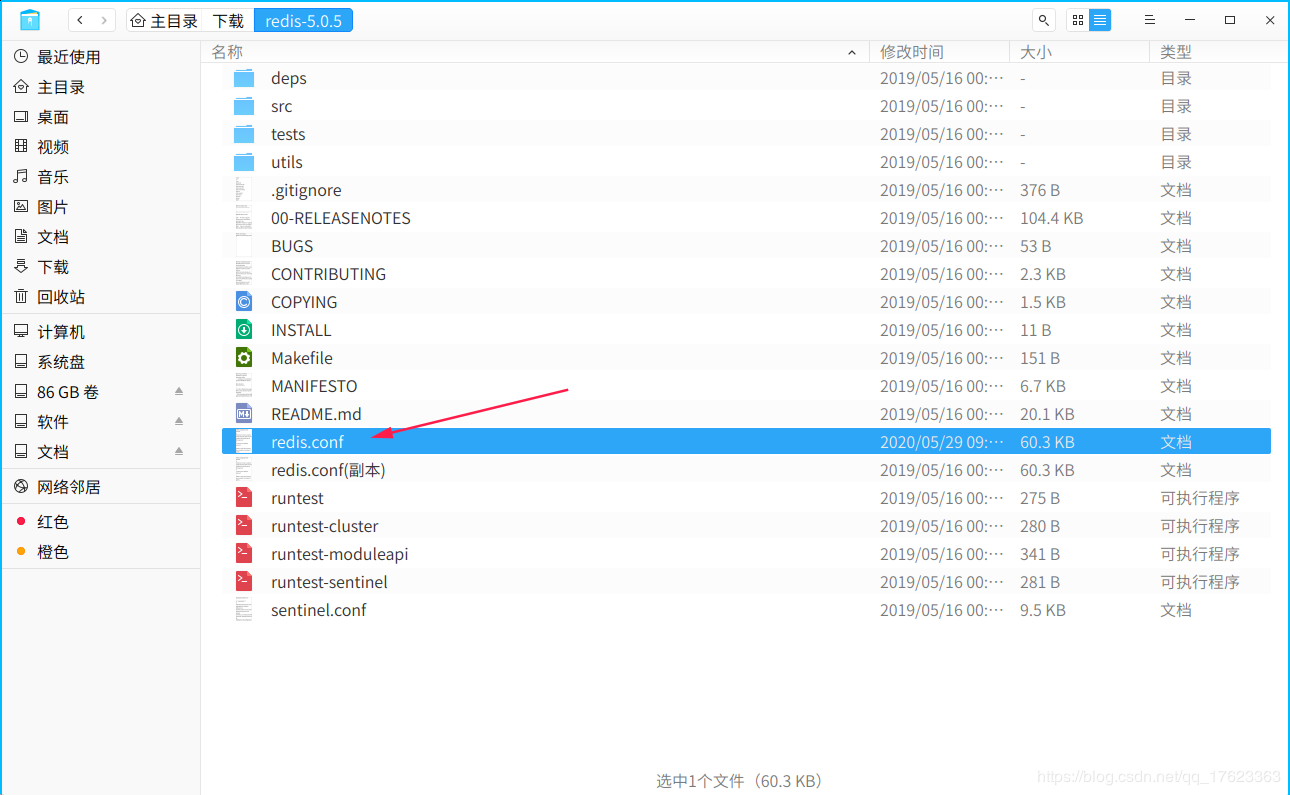 主目录 下载 redis-5.0.5
最近使用
主目录
桌面
视频
音乐
图片
文档
下载
回收站
计算机
系统盘
86 GB 卷
软件
文档
网络邻居
红色
橙色
名称 修改时间 大小 类型
deps 2019/05/16 00:··· - 目录
src 2019/05/16 00:··· - 目录
tests 2019/05/16 00:··· - 目录
utils 2019/05/16 00:··· - 目录
.gitignore 2019/05/16 00:··· 376 B 文档
00-RELEASENOTES 2019/05/16 00:··· 104.4 KB 文档
BUGS 2019/05/16 00:··· 53 B 文档
CONTRIBUTING 2019/05/16 00:··· 2.3 KB 文档
COPYING 2019/05/16 00:··· 1.5 KB 文档
INSTALL 2019/05/16 00:··· 11 B 文档
Makefile 2019/05/16 00:··· 151 B 文档
MANIFESTO 2019/05/16 00:··· 6.7 KB 文档
README.md 2019/05/16 00:··· 20.1 KB 文档
redis.conf 2020/05/29 09:··· 60.3 KB 文档
redis.conf(副本) 2019/05/16 00:··· 60.3 KB 文档
runtest 2019/05/16 00:··· 275 B 可执行程序
runtest-cluster 2019/05/16 00:··· 280 B 可执行程序
runtest-moduleapi 2019/05/16 00:··· 341 B 可执行程序
runtest-sentinel 2019/05/16 00:··· 281 B 可执行程序
sentinel.conf 2019/05/16 00:··· 9.5 KB 文档
选中1个文件（60.3 KB）
https://blog.csdn.net/qq_17623363